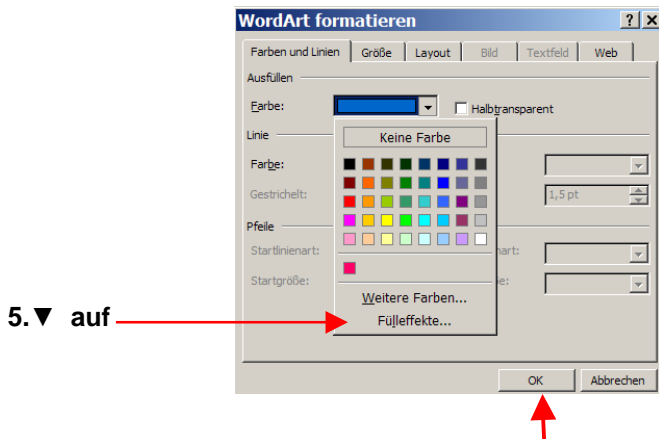 WordArt formatieren ? X
Farben und Linien Größe Layout Bild Textfeld Web
Ausfüllen
Farbe: Halbtransparent
Linie Keine Farbe
Farbe:
Gestrichelt: 1,5 pt
Pfeile
Startlinienart: nart:
Startgröße: e:
Weitere Farben...
5.▼ auf Fülleffekte...
OK Abbrechen